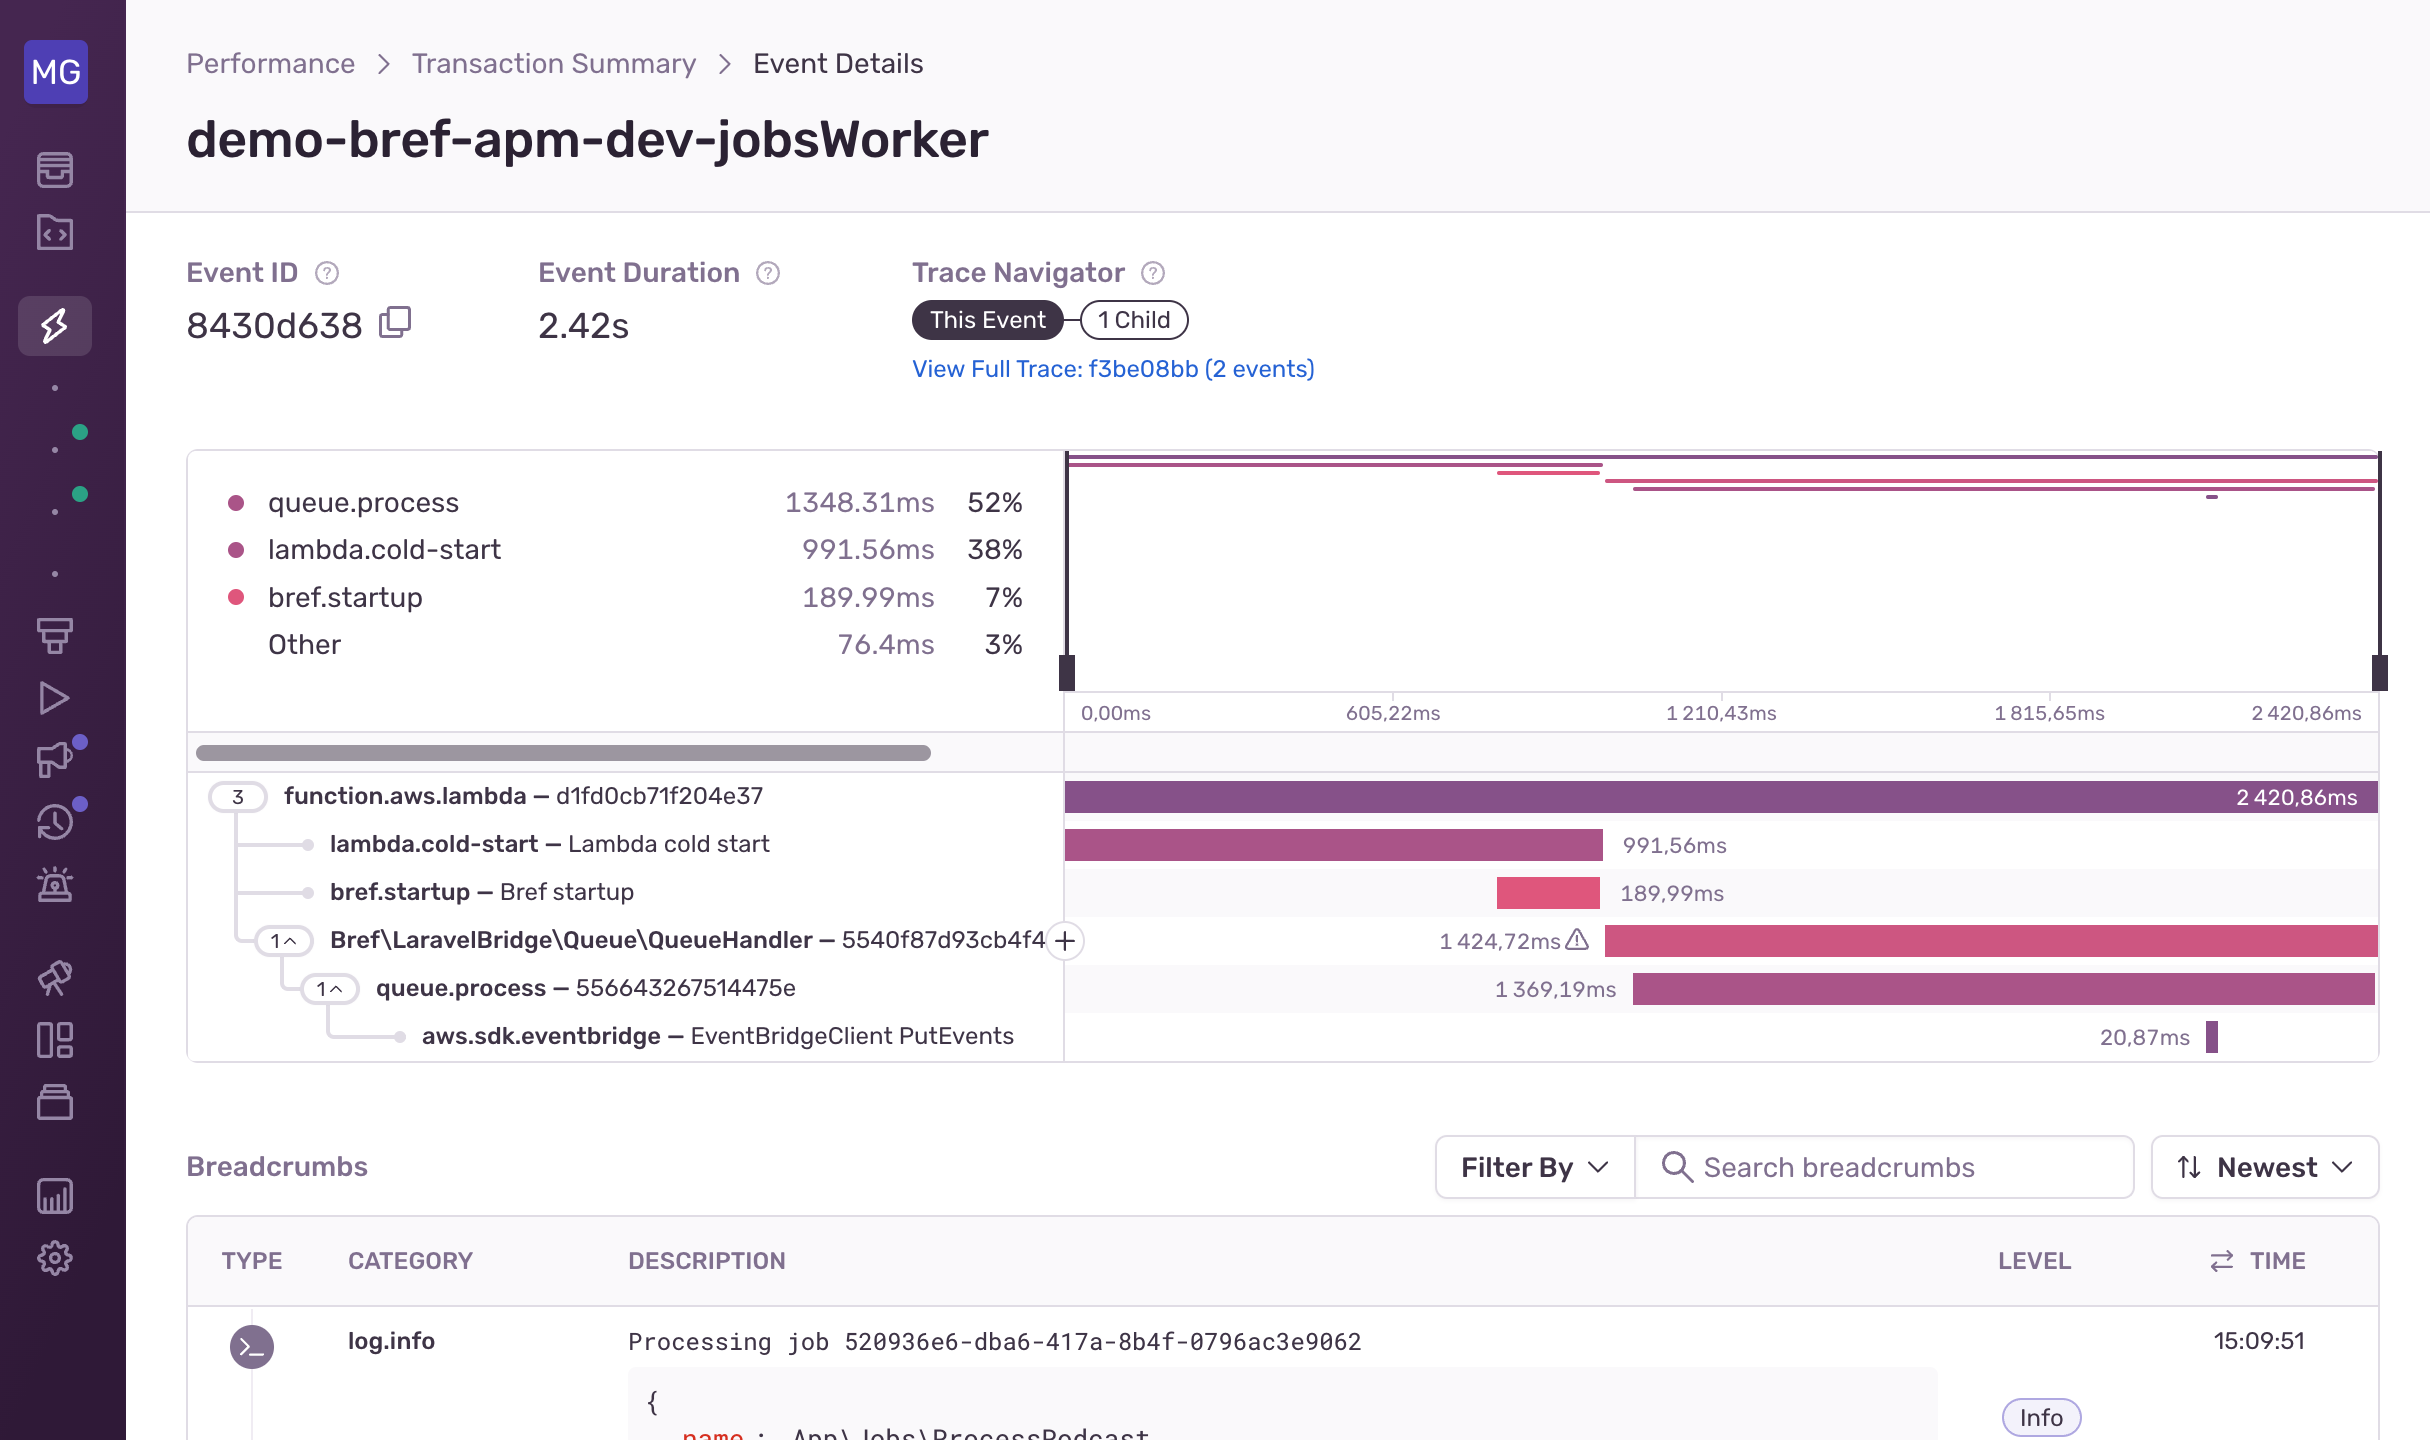 MG
Performance > Transaction Summary > Event Details
demo-bref-apm-dev-jobsWorker
Event ID ?
8430d638
Event Duration ?
2.42s
Trace Navigator ?
This Event 1 Child
View Full Trace: f3be08bb (2 events)
queue.process 1348.31ms 52%
lambda.cold-start 991.56ms 38%
bref.startup 189.99ms 7%
Other 76.4ms 3%
0,00ms 605,22ms 1 210,43ms 1 815,65ms 2 420,86ms
3 function.aws.lambda — d1fd0cb71f204e37 2 420,86ms
lambda.cold-start — Lambda cold start 991,56ms
bref.startup — Bref startup 189,99ms
1 Bref\LaravelBridge\Queue\QueueHandler — 5540f87d93cb4f4 1 424,72ms
1 queue.process — 556643267514475e 1 369,19ms
aws.sdk.eventbridge — EventBridgeClient PutEvents 20,87ms
Breadcrumbs
Filter By Search breadcrumbs Newest
TYPE CATEGORY DESCRIPTION LEVEL TIME
log.info Processing job 520936e6-dba6-417a-8b4f-0796ac3e9062 15:09:51
{
Info
name : App\Jobs\ProcessPodcast